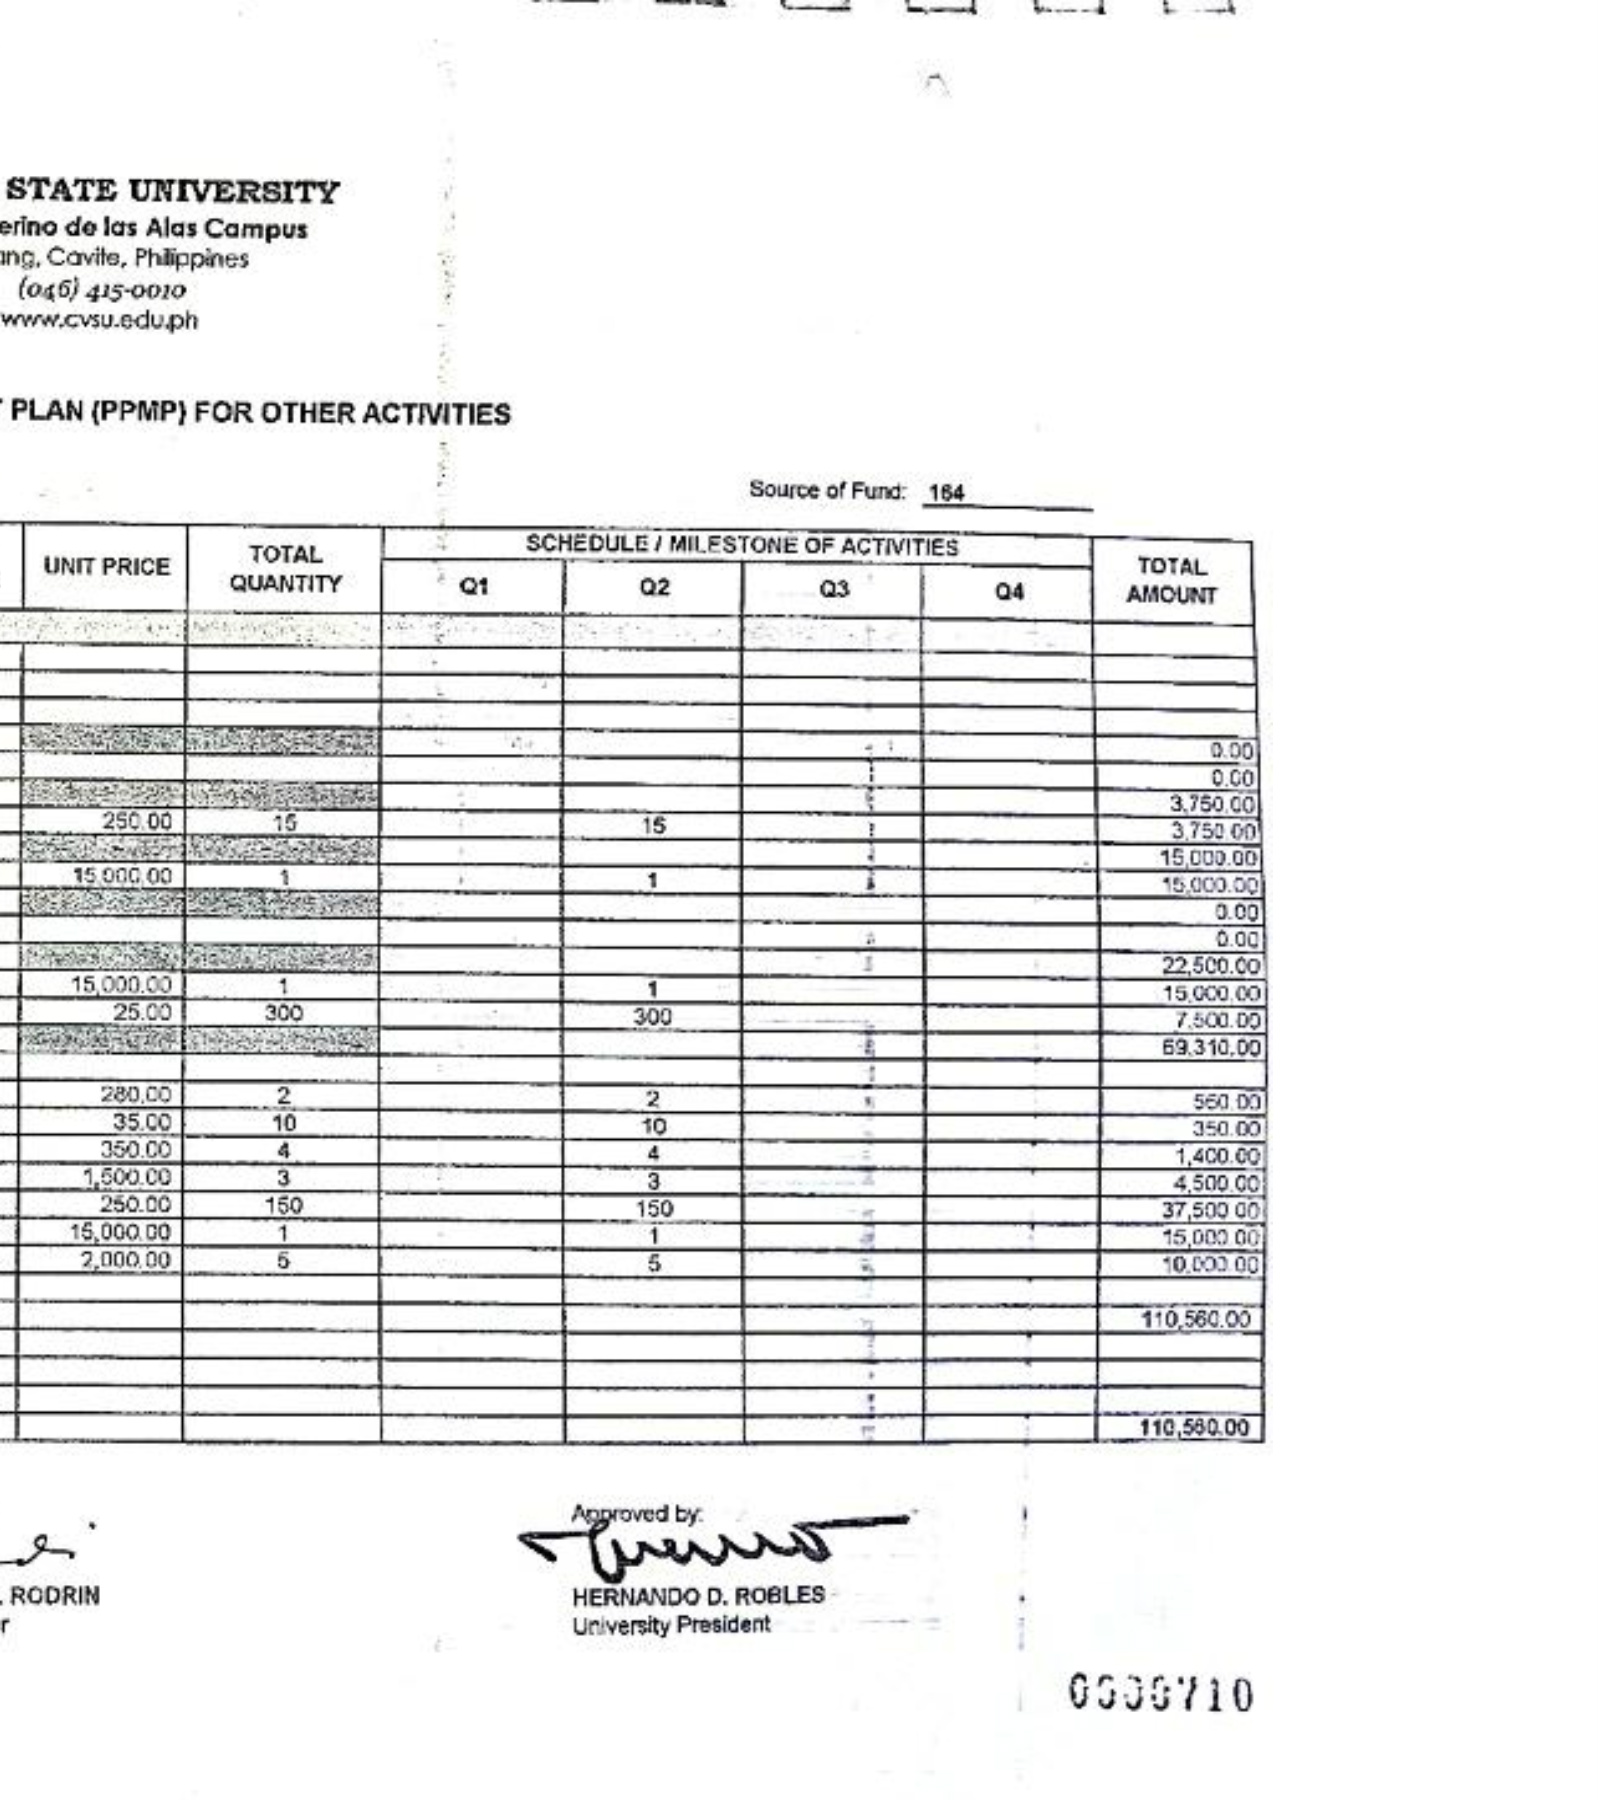 STATE UNIVERSITY
erino de las Alas Campus
ang, Cavite, Philippines
(046) 415-0010
www.cvsu.edu.ph
PLAN (PPMP) FOR OTHER ACTIVITIES
Source of Fund: 164
UNIT PRICE TOTAL QUANTITY SCHEDULE / MILESTONE OF ACTIVITIES TOTAL AMOUNT
Q1 Q2 Q3 Q4
0.00
0.00
3,750.00
250.00 15 15 3,750.00
15,000.00
15,000.00 1 1 15,000.00
0.00
0.00
22,500.00
15,000.00 1 1 15,000.00
25.00 300 300 7,500.00
69,310.00
280.00 2 2 560.00
35.00 10 10 350.00
350.00 4 4 1,400.00
1,500.00 3 3 4,500.00
250.00 150 150 37,500.00
15,000.00 1 1 15,000.00
2,000.00 5 5 10,000.00
110,560.00
110,560.00
Approved by:
. RODRIN
r
HERNANDO D. ROBLES
University President